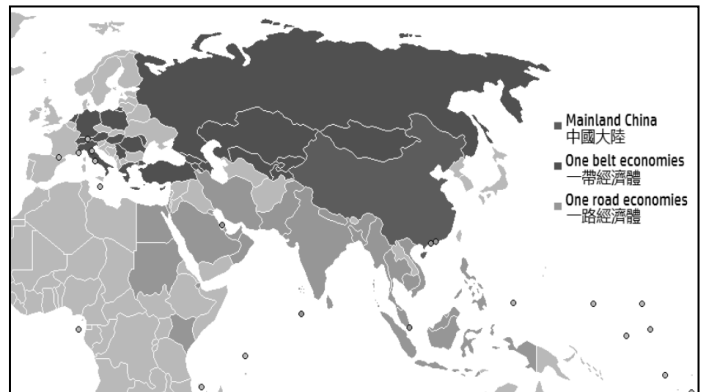 Mainland China
中國大陸
One belt economies
一帶經濟體
One road economies
一路經濟體